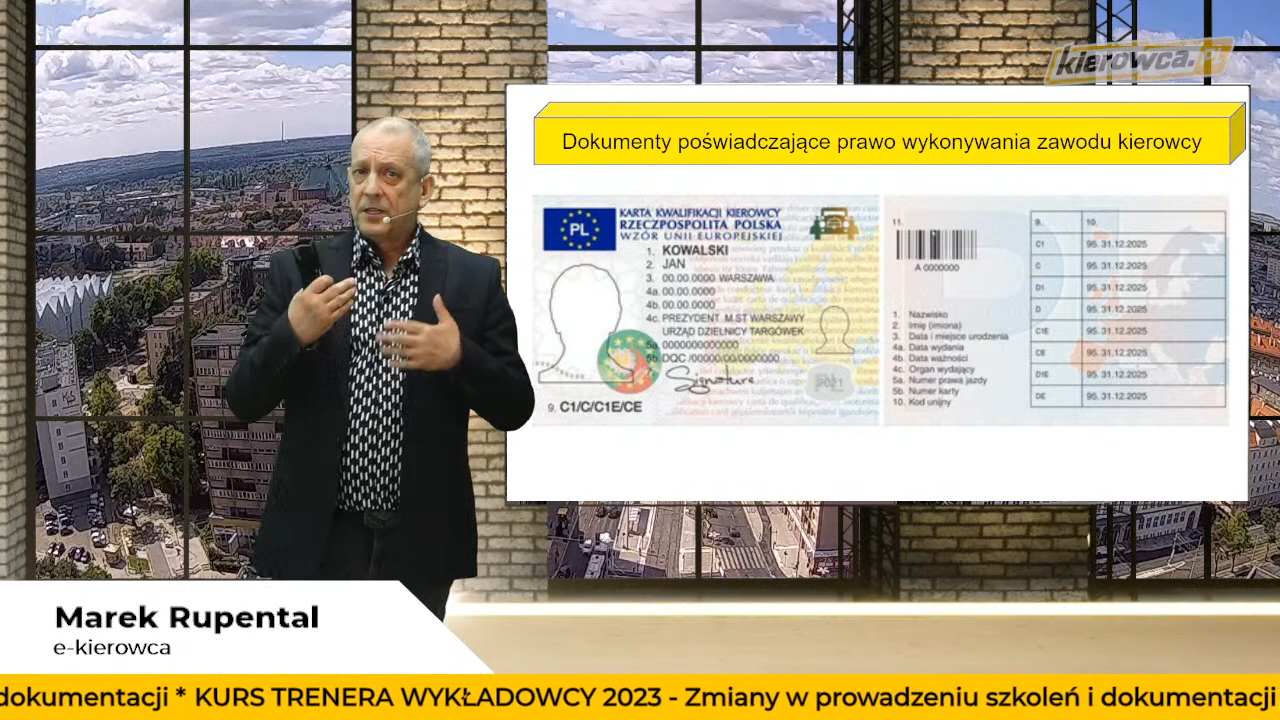 kierowca.pl
Dokumenty poświadczające prawo wykonywania zawodu kierowcy
PL
KARTA KWALIFIKACJI KIEROWCY
RZECZPOSPOLITA POLSKA
WZÓR UNII EUROPEJSKIEJ
1. KOWALSKI
2. JAN
3. 00.00.0000 WARSZAWA
4a. 00.00.0000
4b. 00.00.0000
4c. PREZYDENT M.ST WARSZAWY
URZĄD DZIELNICY TARGÓWEK
5a. 0000000000000
5b. DQC /00000/00/0000000
Signature
2021
9. C1/C/C1E/CE
11.
A 0000000
1. Nazwisko
2. Imię (imiona)
3. Data i miejsce urodzenia
4a. Data wydania
4b. Data ważności
4c. Organ wydający
5a. Numer prawa jazdy
5b. Numer karty
10. Kod unijny
9. 10.
C1 95. 31.12.2025
C 95. 31.12.2025
D1 95. 31.12.2025
D 95. 31.12.2025
C1E 95. 31.12.2025
CE 95. 31.12.2025
D1E 95. 31.12.2025
DE 95. 31.12.2025
Marek Rupental
e-kierowca
dokumentacji * KURS TRENERA WYKŁADOWCY 2023 - Zmiany w prowadzeniu szkoleń i dokumentacji